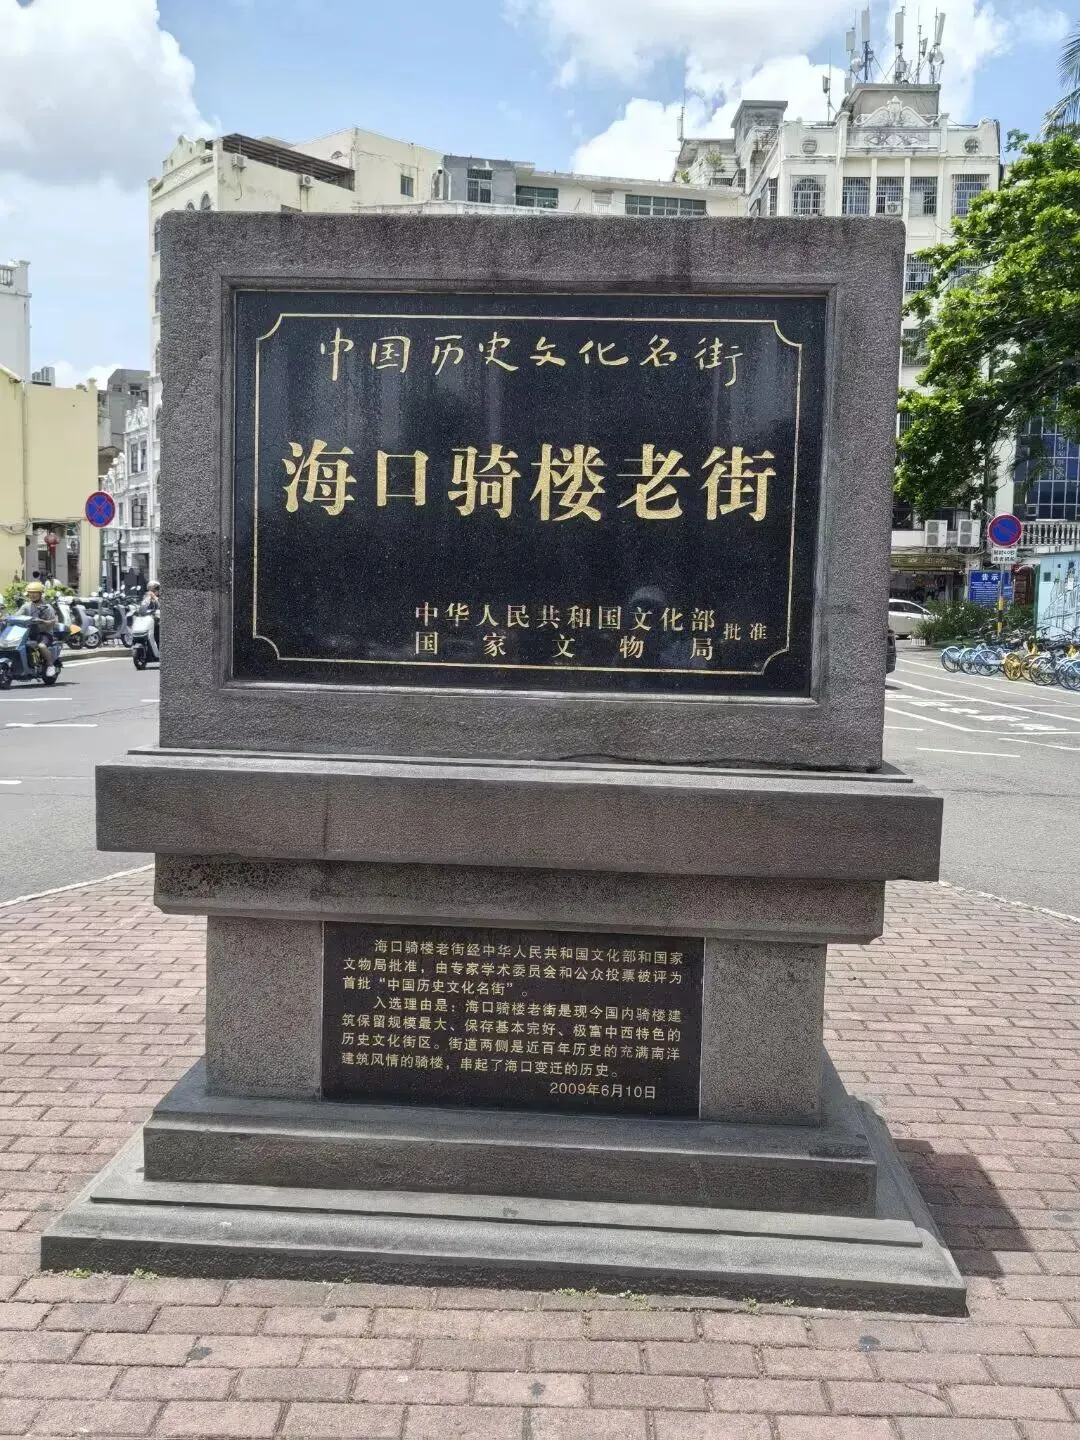 中国历史文化名街
海口骑楼老街
中华人民共和国文化部
国家文物局 批准
海口骑楼老街经中华人民共和国文化部和国家
文物局批准，由专家学术委员会和公众投票被评为
首批“中国历史文化名街”。
入选理由是：海口骑楼老街是现今国内骑楼建
筑保留规模最大、保存基本完好、极富中西特色的
历史文化街区。街道两侧是近百年历史的充满南洋
建筑风情的骑楼，串起了海口变迁的历史。
2009年6月10日
告示